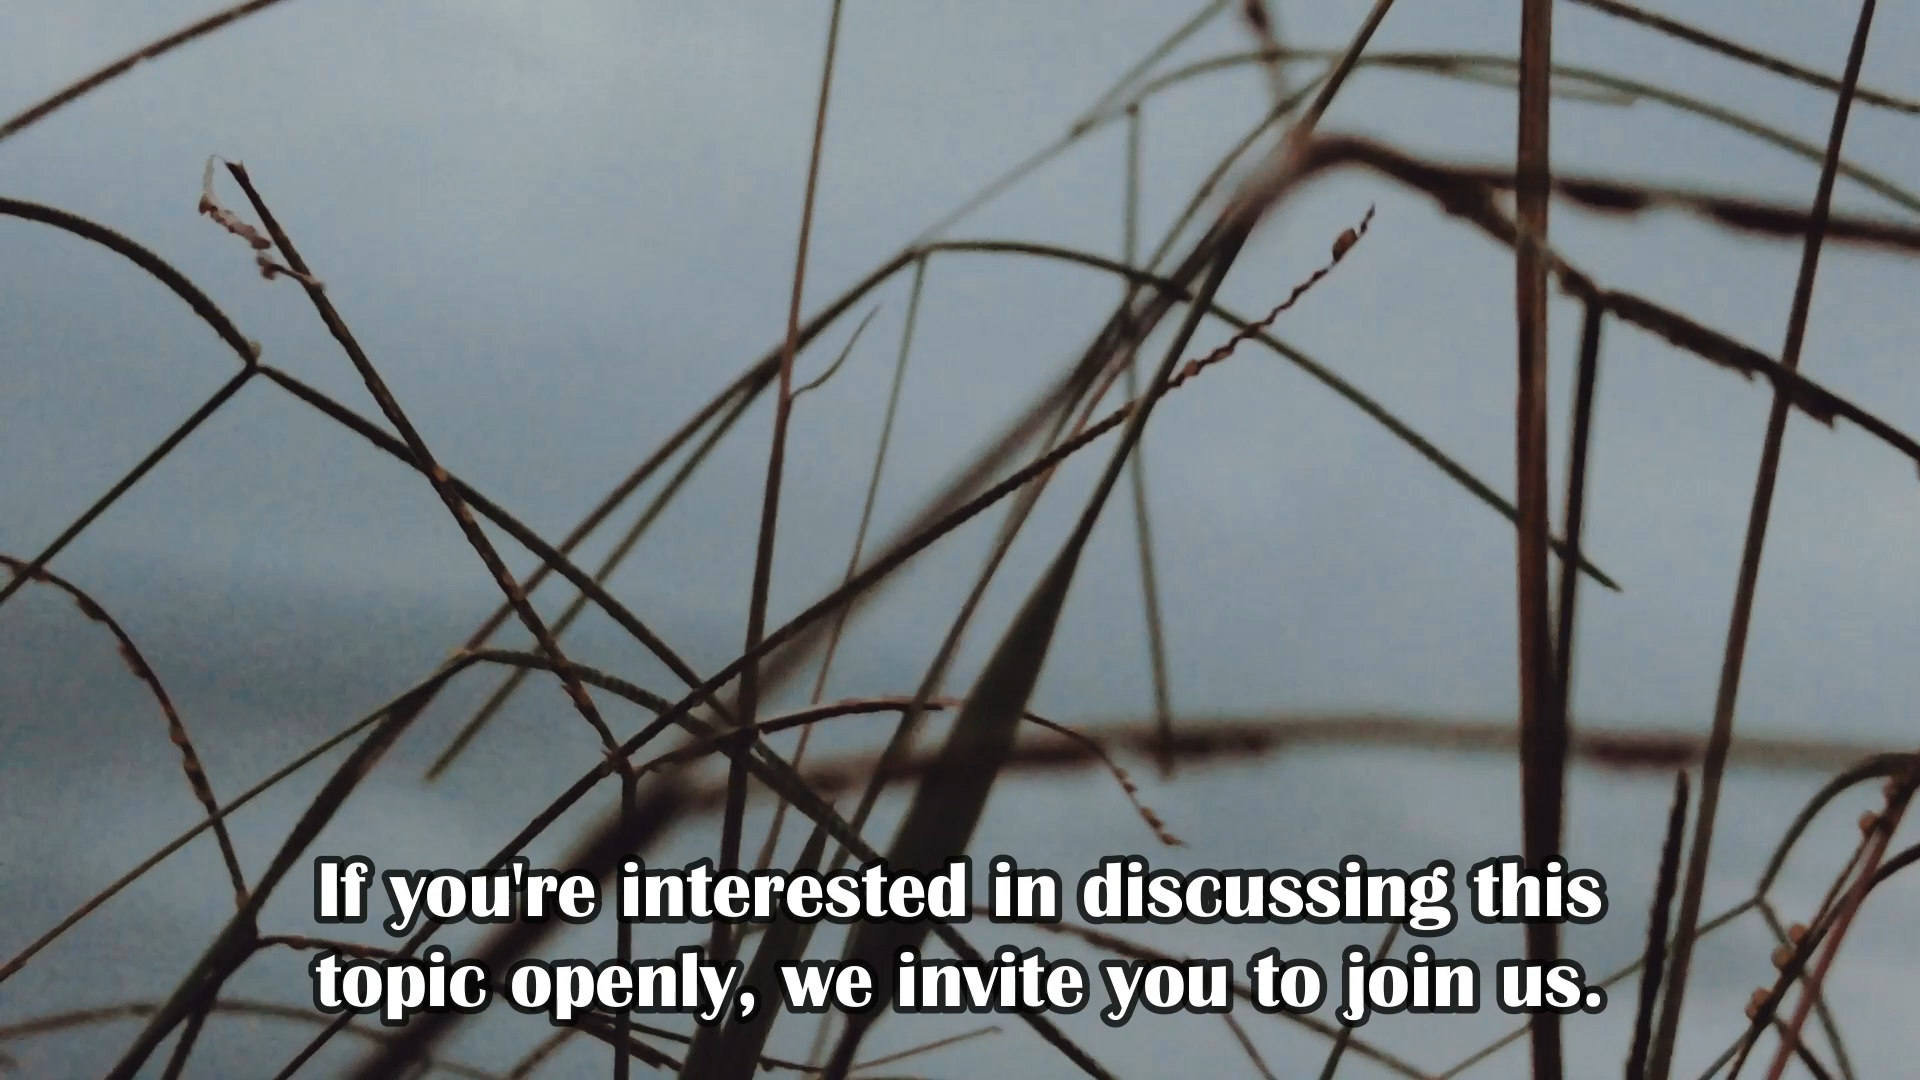 If you're interested in discussing this
topic openly, we invite you to join us.